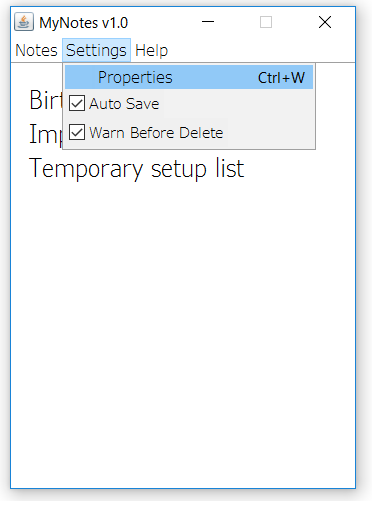 MyNotes v1.0
Notes Settings Help
Properties Ctrl+W
Auto Save
Warn Before Delete
Temporary setup list